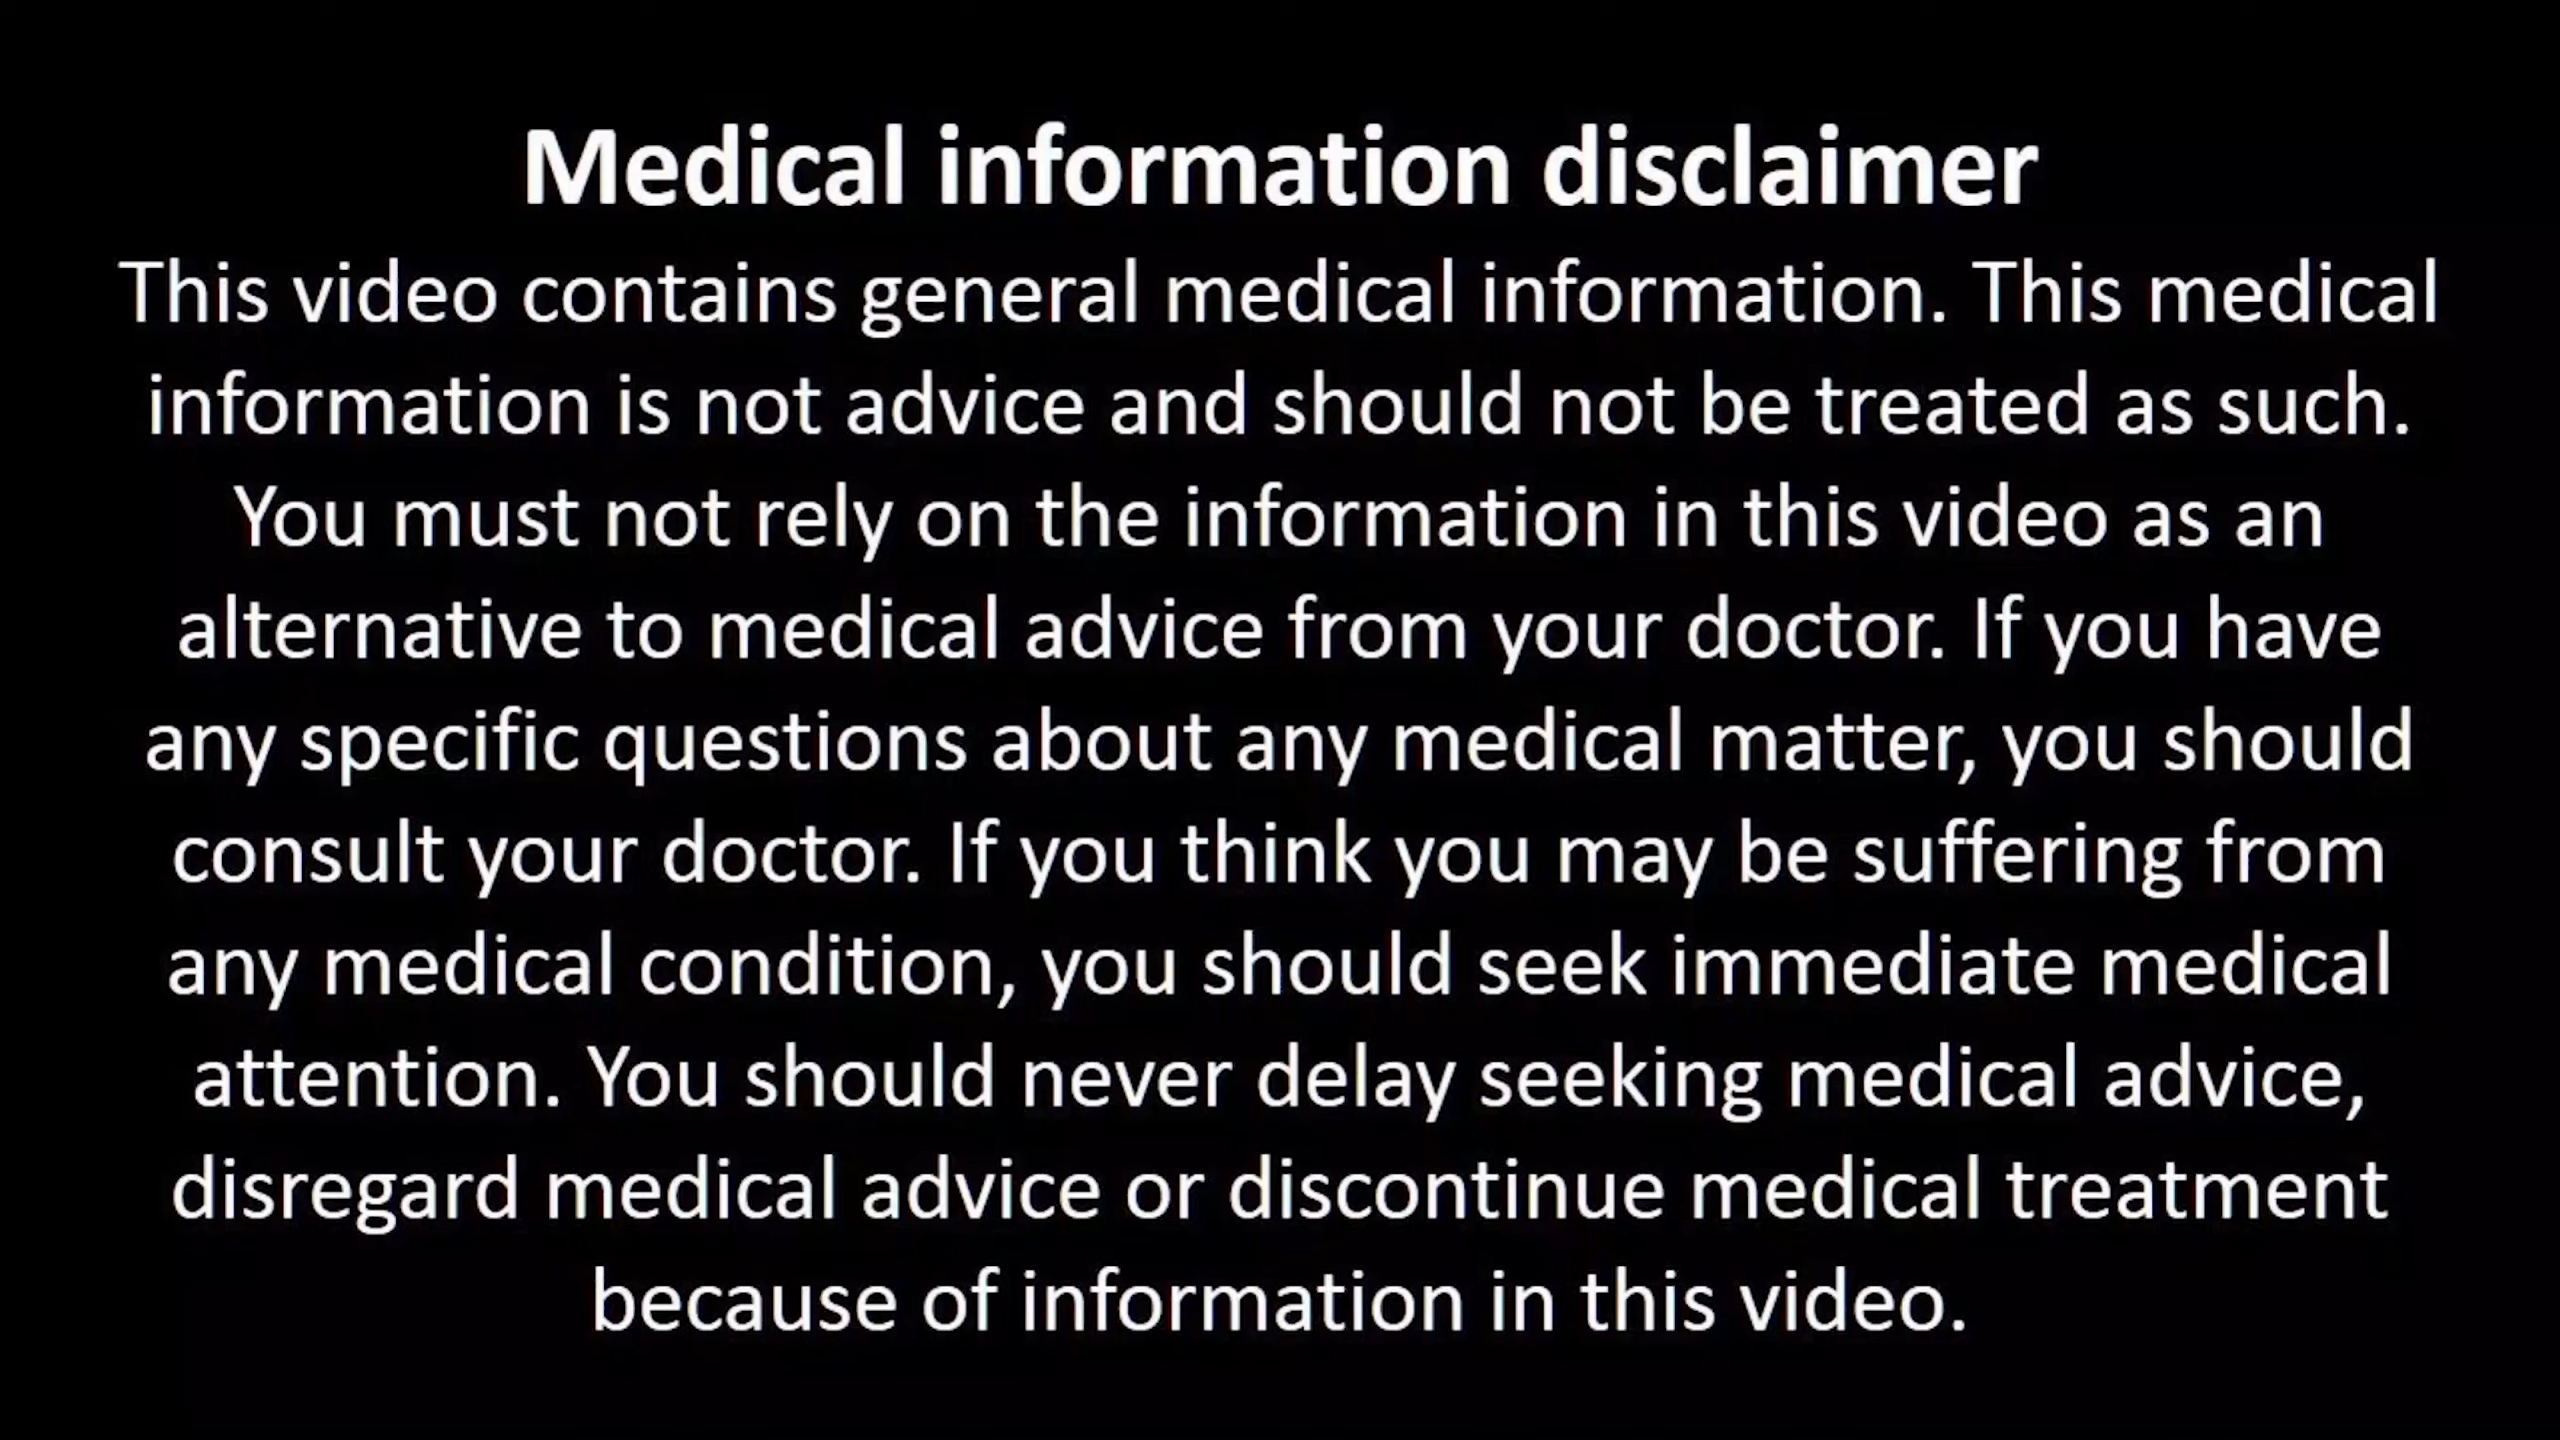 Medical information disclaimer
This video contains general medical information. This medical
information is not advice and should not be treated as such.
You must not rely on the information in this video as an
alternative to medical advice from your doctor. If you have
any specific questions about any medical matter, you should
consult your doctor. If you think you may be suffering from
any medical condition, you should seek immediate medical
attention. You should never delay seeking medical advice,
disregard medical advice or discontinue medical treatment
because of information in this video.